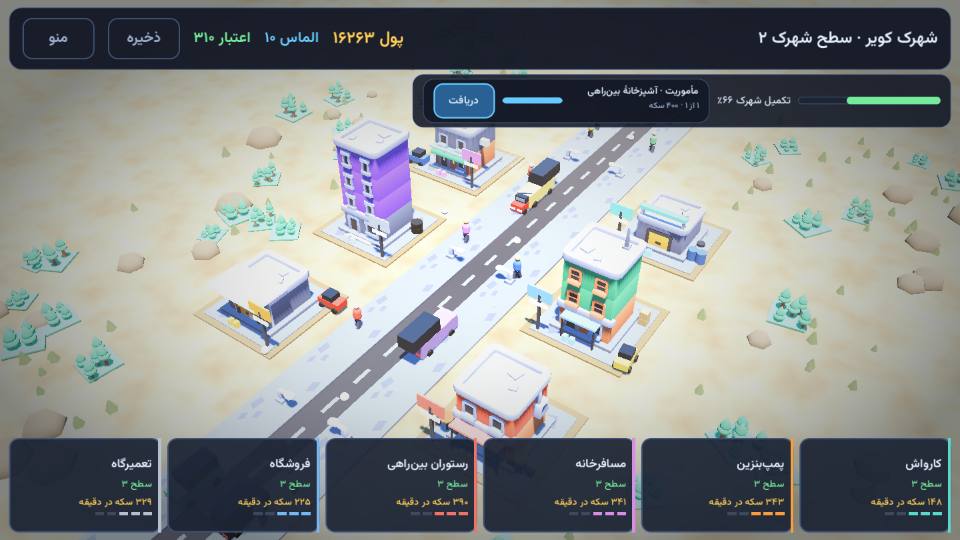 شهرک کویر · سطح شهرک ۲
پول ۱۶۲۶۳
الماس ۱۰
اعتبار ۳۱۰
ذخیره
منو
تکمیل شهرک ۶۶٪
مأموریت · آشپزخانهٔ بین‌راهی
۱ از ۱ · ۴۰۰ سکه
دریافت
کارواش
سطح ۳
۱۴۸ سکه در دقیقه
پمپ‌بنزین
سطح ۳
۳۴۳ سکه در دقیقه
مسافرخانه
سطح ۳
۳۴۱ سکه در دقیقه
رستوران بین‌راهی
سطح ۳
۳۹۰ سکه در دقیقه
فروشگاه
سطح ۳
۲۲۵ سکه در دقیقه
تعمیرگاه
سطح ۳
۳۲۹ سکه در دقیقه